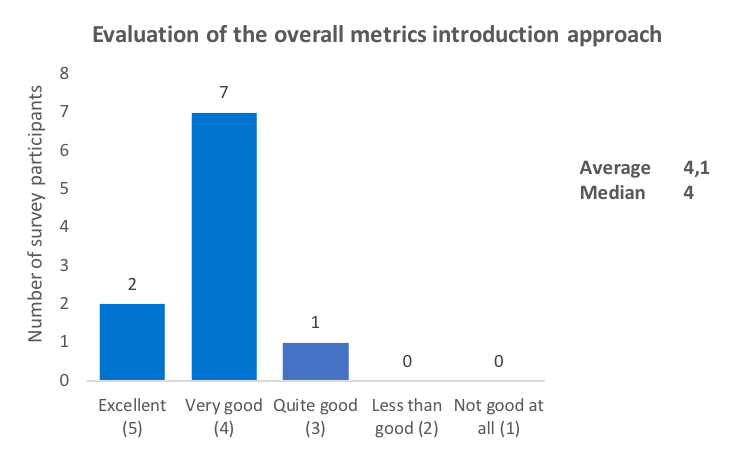 Evaluation of the overall metrics introduction approach
Number of survey participants
8
7
6
5
4
3
2
1
0
2
7
1
0
0
Excellent
(5)
Very good
(4)
Quite good
(3)
Less than
good (2)
Not good at
all (1)
Average 4,1
Median 4